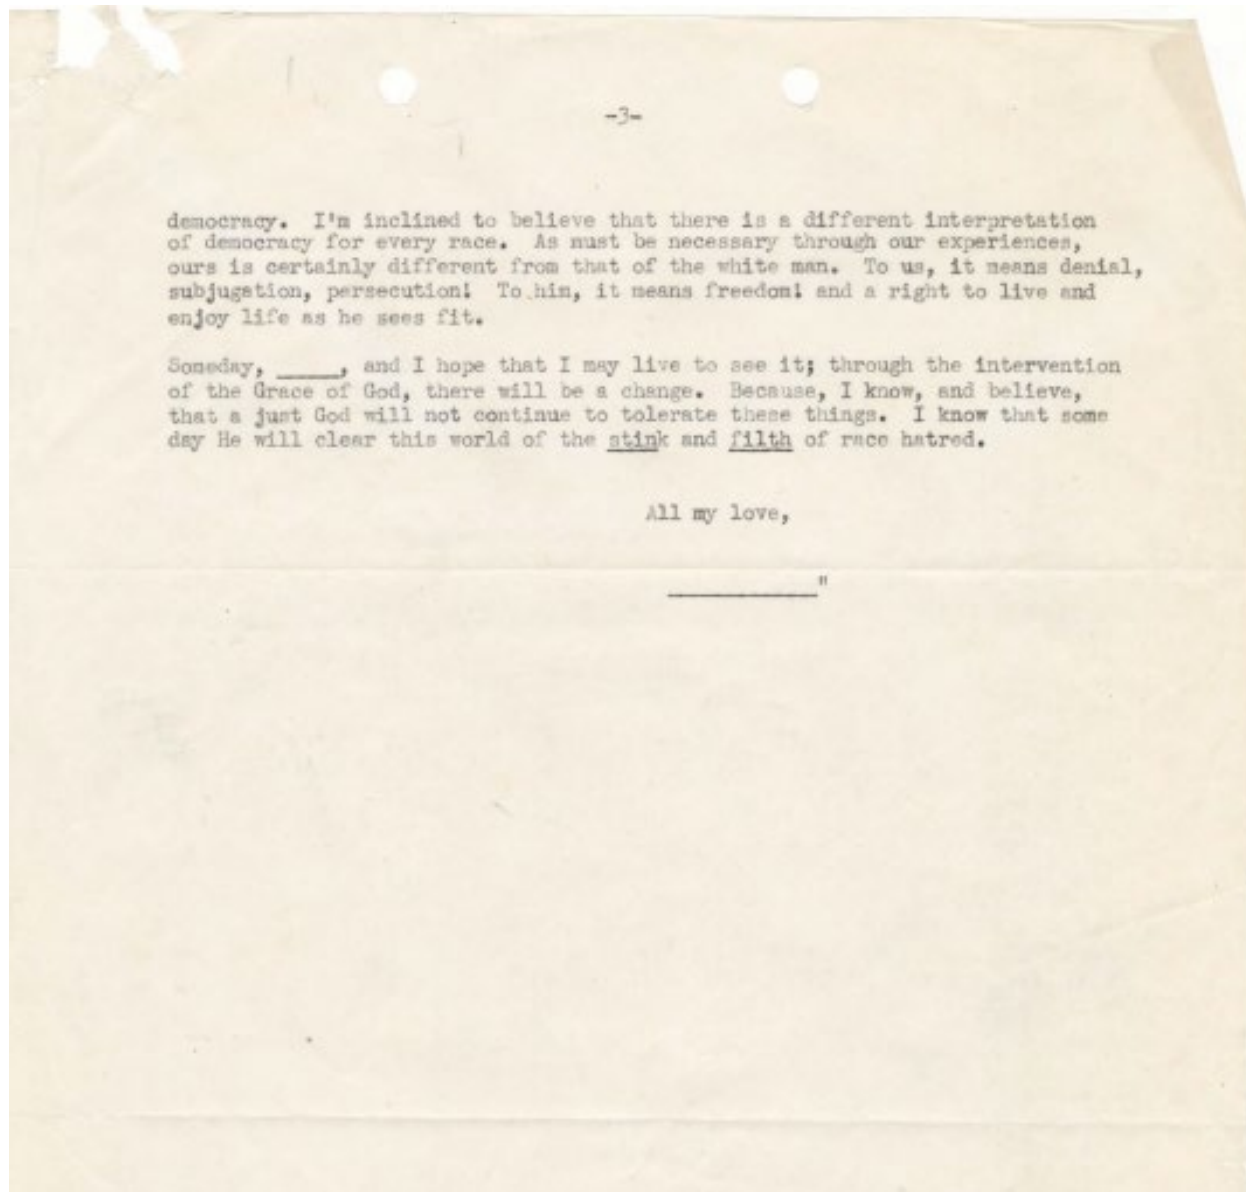 -3-
democracy. I'm inclined to believe that there is a different interpretation
of democracy for every race. As must be necessary through our experiences,
ours is certainly different from that of the white man. To us, it means denial,
subjugation, persecution! To him, it means freedom! and a right to live and
enjoy life as he sees fit.
Someday, _____, and I hope that I may live to see it; through the intervention
of the Grace of God, there will be a change. Because, I know, and believe,
that a just God will not continue to tolerate these things. I know that some
day He will clear this world of the stink and filth of race hatred.
All my love,
____________"